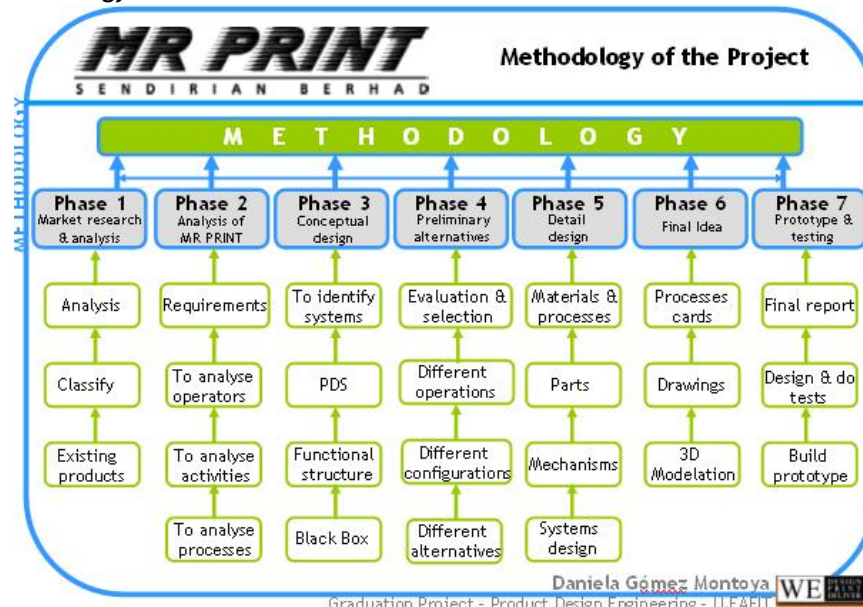 MR PRINT
SENDIRIAN BERHAD
Methodology of the Project
METHODOLOGY
METHODOLOGY
Phase 1
Market research
& analysis
Phase 2
Analysis of
MR PRINT
Phase 3
Conceptual
design
Phase 4
Preliminary
alternatives
Phase 5
Detail
design
Phase 6
Final Idea
Phase 7
Prototype &
testing
Analysis
Classify
Existing
products
Requirements
To analyse
operators
To analyse
activities
To analyse
processes
To identify
systems
PDS
Functional
structure
Black Box
Evaluation &
selection
Different
operations
Different
configurations
Different
alternatives
Materials &
processes
Parts
Mechanisms
Systems
design
Processes
cards
Drawings
3D
Modelation
Final report
Design & do
tests
Build
prototype
Daniela Gómez Montoya
WE
DESIGN
PRINT
DELIVER
Graduation Project - Product Design Engineering - U.EAFIT